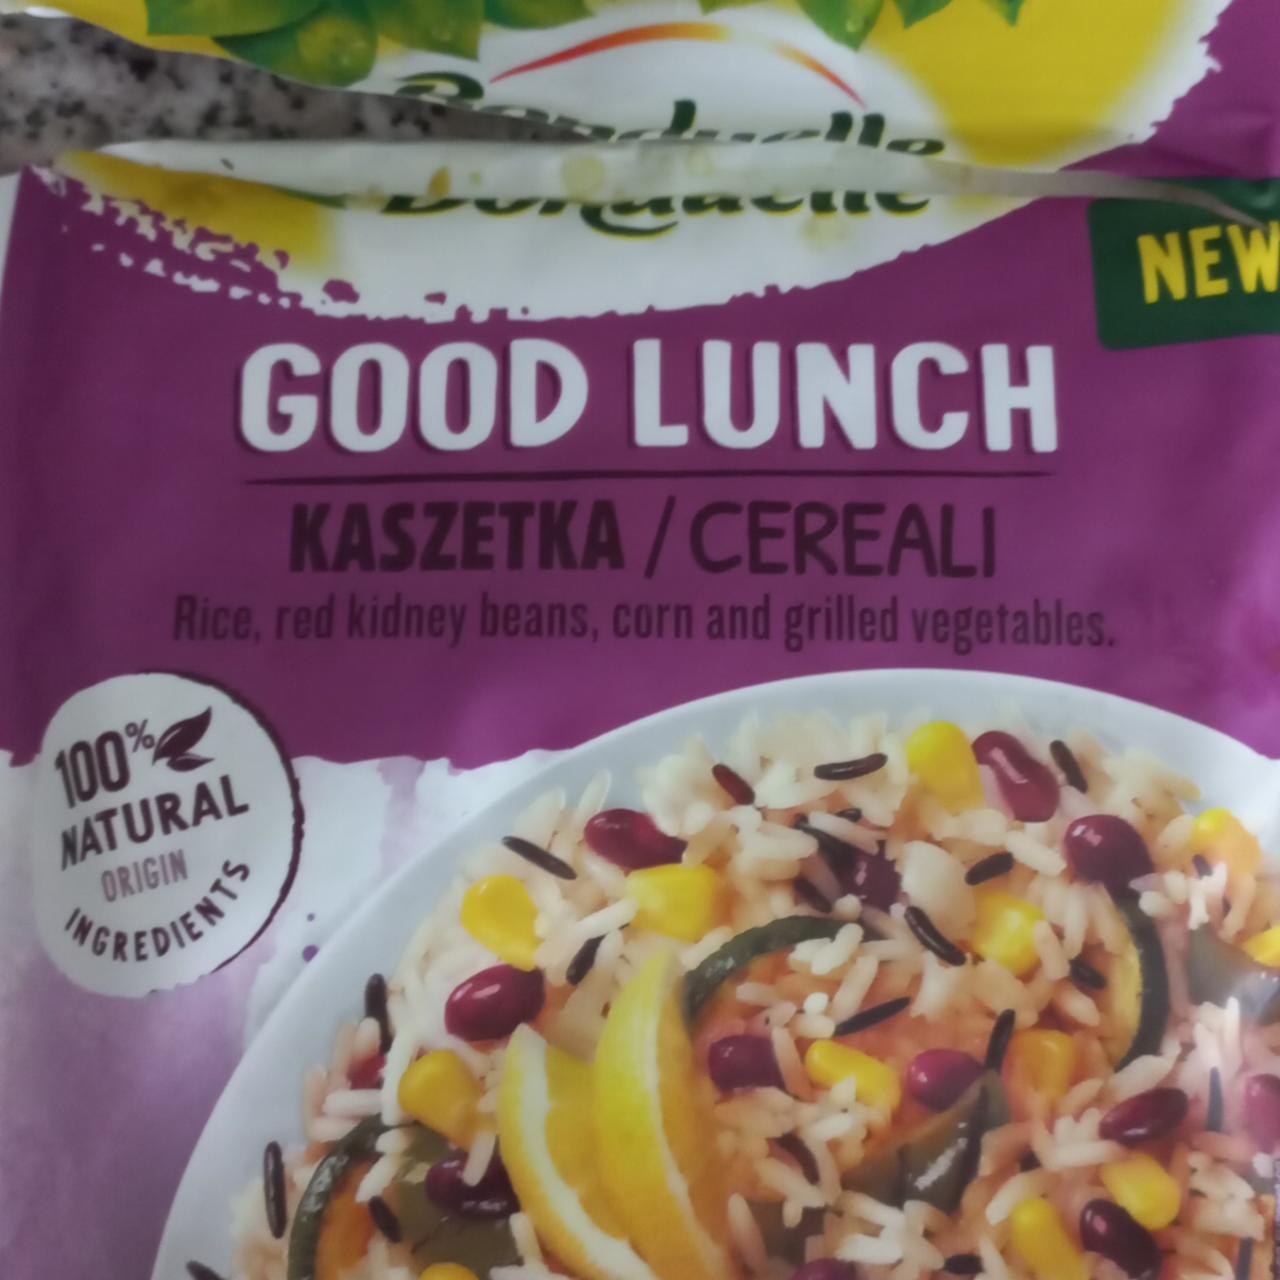 Bonduelle
NEW
GOOD LUNCH
KASZETKA / CEREALI
Rice, red kidney beans, corn and grilled vegetables.
100%
NATURAL
ORIGIN
INGREDIENTS